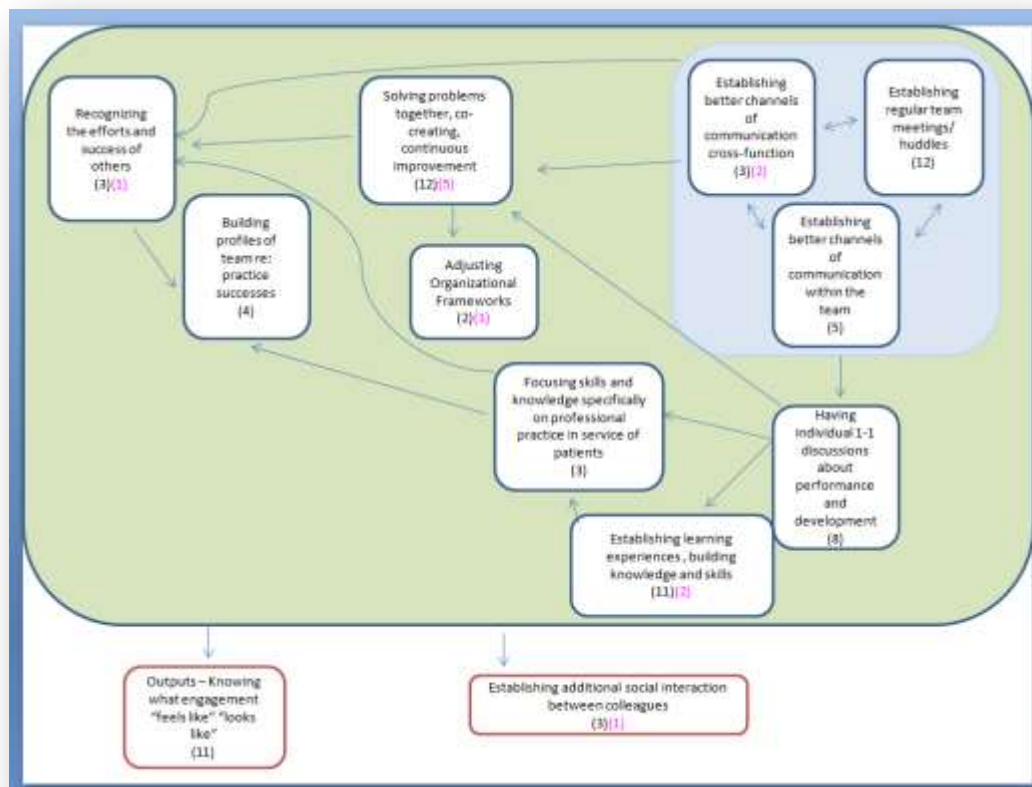 Recognizing
the efforts and
success of
others
(3)(1)
Solving problems
together, co-
creating,
continuous
improvement
(12)(5)
Establishing
better channels
of
communication
cross-function
(3)(2)
Establishing
regular team
meetings/
huddles
(12)
Building
profiles of
team re:
practice
successes
(4)
Adjusting
Organizational
Frameworks
(2)(1)
Establishing
better channels
of
communication
within the
team
(5)
Focusing skills and
knowledge specifically
on professional
practice in service of
patients
(3)
Having
individual 1-1
discussions
about
performance
and
development
(8)
Establishing learning
experiences , building
knowledge and skills
(11)(2)
Outputs – Knowing
what engagement
"feels like" "looks
like"
(11)
Establishing additional social interaction
between colleagues
(3)(1)